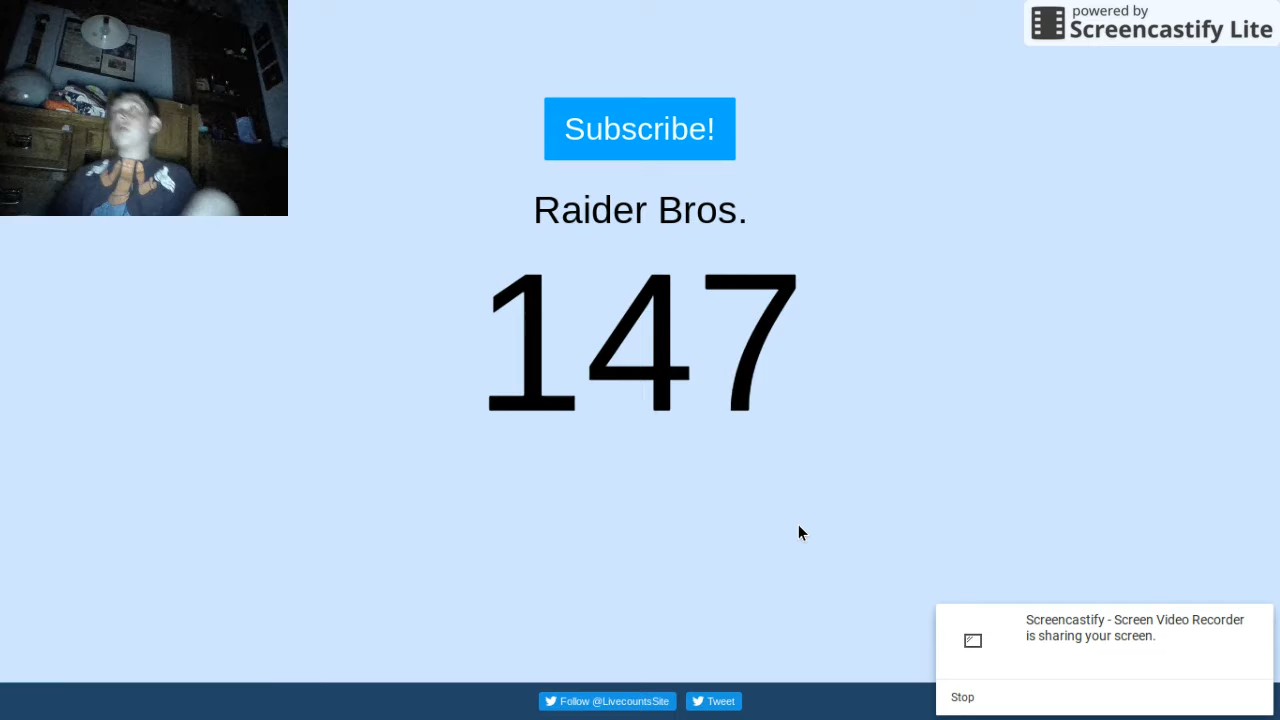 powered by
Screencastify Lite
Subscribe!
Raider Bros.
147
Screencastify - Screen Video Recorder
is sharing your screen.
Stop
Follow @LivecountsSite
Tweet